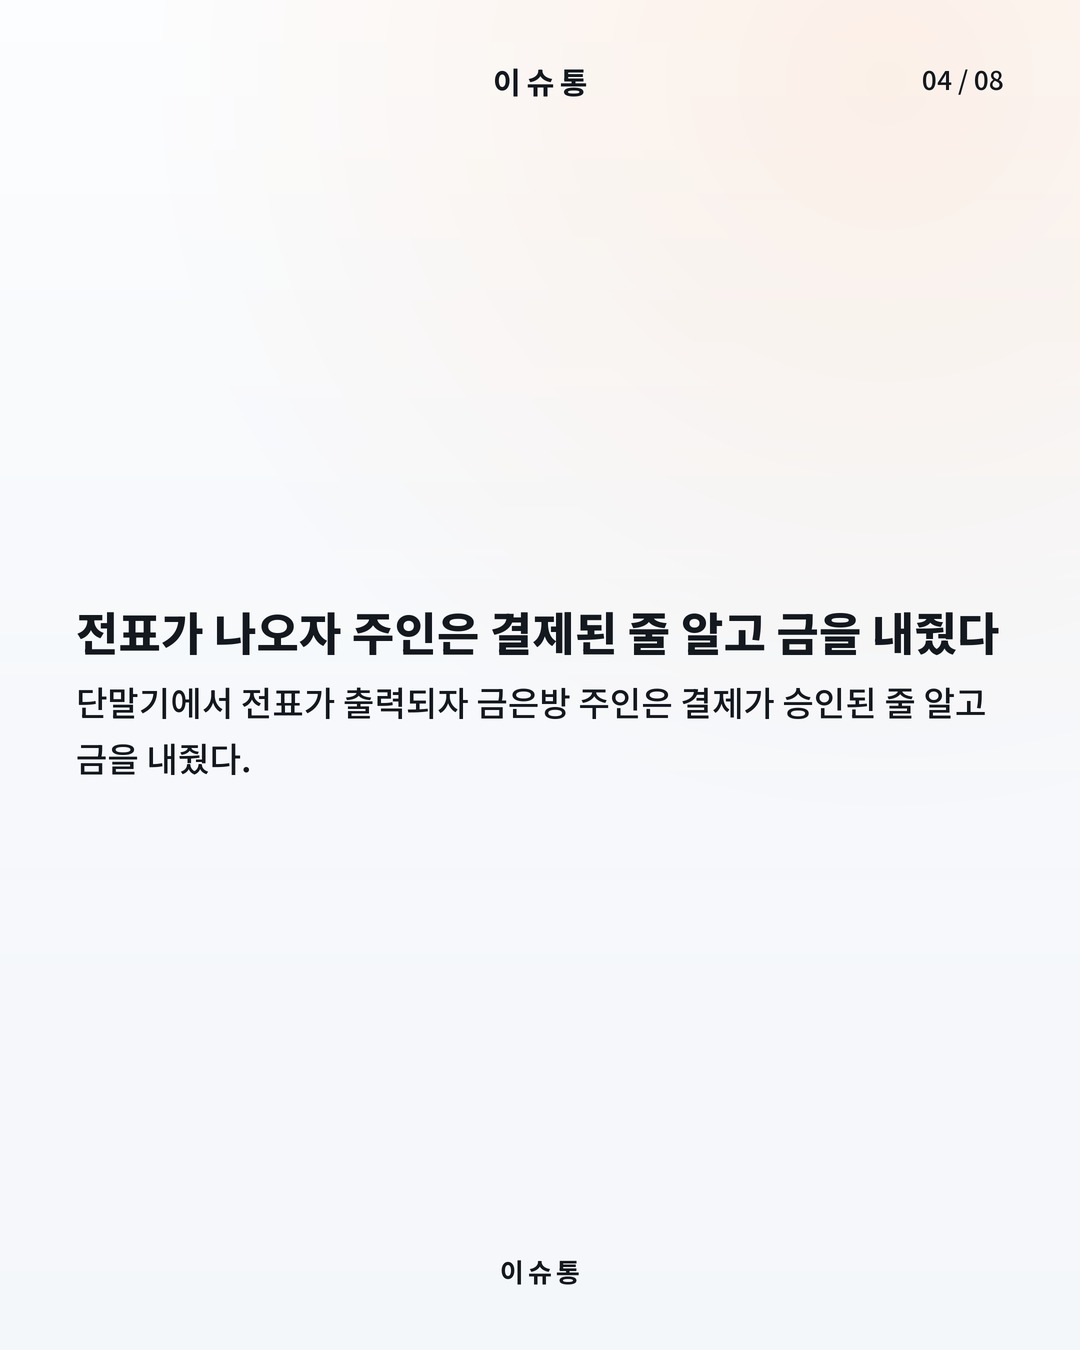 이슈통
04 / 08
전표가 나오자 주인은 결제된 줄 알고 금을 내줬다
단말기에서 전표가 출력되자 금은방 주인은 결제가 승인된 줄 알고
금을 내줬다.
이슈통